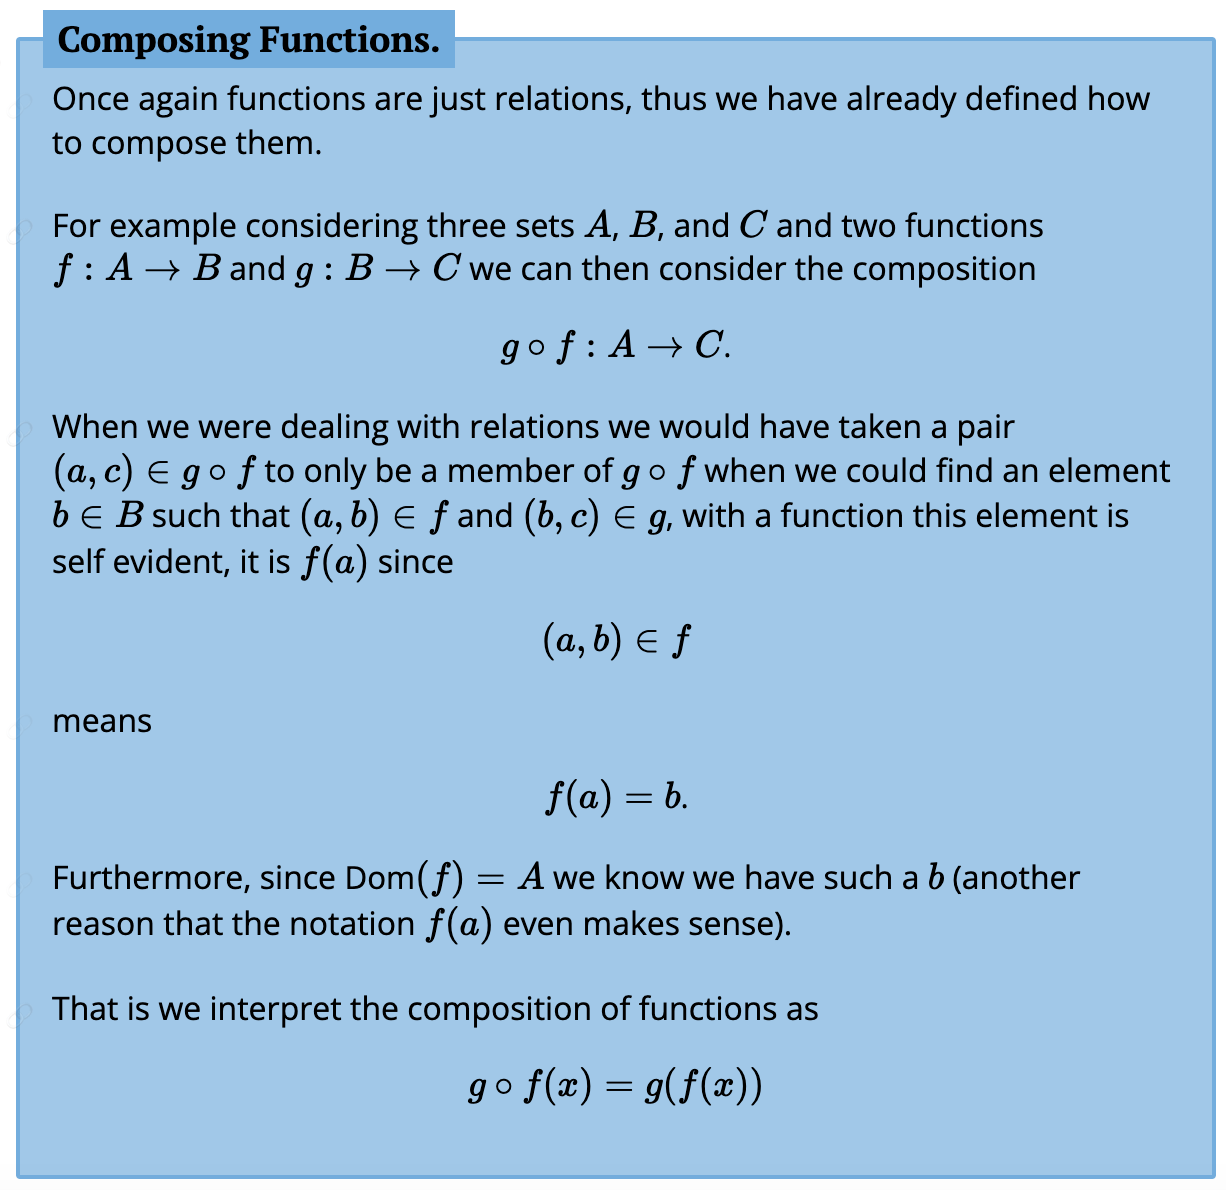 Composing Functions.
Once again functions are just relations, thus we have already defined how
to compose them.
For example considering three sets A, B, and C and two functions
f : A → B and g : B → C we can then consider the composition
g ∘ f : A → C.
When we were dealing with relations we would have taken a pair
(a, c) ∈ g ∘ f to only be a member of g ∘ f when we could find an element
b ∈ B such that (a, b) ∈ f and (b, c) ∈ g, with a function this element is
self evident, it is f(a) since
(a, b) ∈ f
means
f(a) = b.
Furthermore, since Dom(f) = A we know we have such a b (another
reason that the notation f(a) even makes sense).
That is we interpret the composition of functions as
g ∘ f(x) = g(f(x))